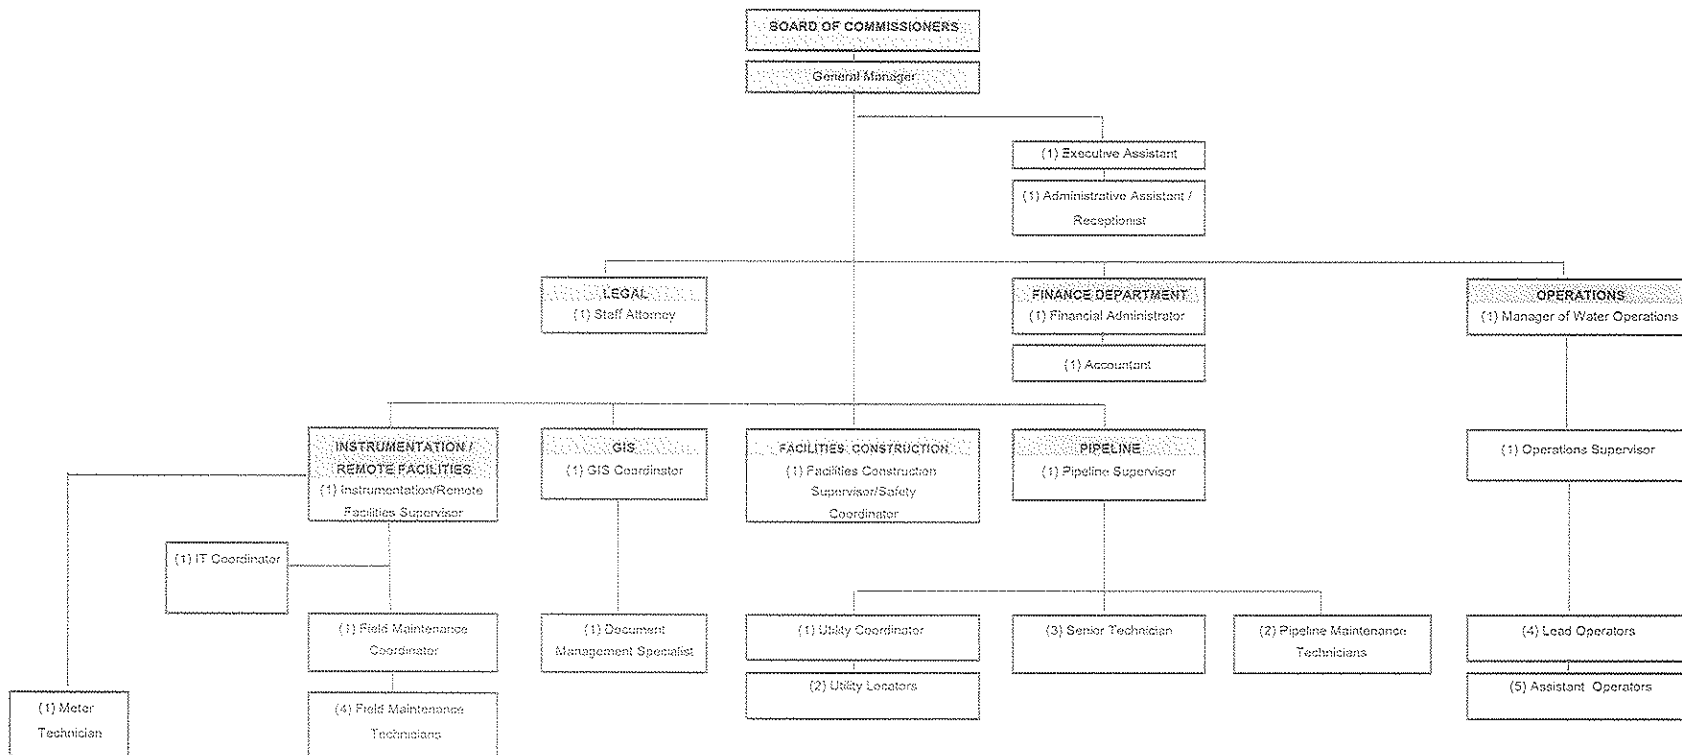 BOARD OF COMMISSIONERS
General Manager
(1) Executive Assistant
(1) Administrative Assistant /
Receptionist
LEGAL
(1) Staff Attorney
FINANCE DEPARTMENT
(1) Financial Administrator
(1) Accountant
OPERATIONS
(1) Manager of Water Operations
INSTRUMENTATION /
REMOTE FACILITIES
(1) Instrumentation/Remote
Facilities Supervisor
GIS
(1) GIS Coordinator
FACILITIES CONSTRUCTION
(1) Facilities Construction
Supervisor/Safety
Coordinator
PIPELINE
(1) Pipeline Supervisor
(1) Operations Supervisor
(1) IT Coordinator
(1) Field Maintenance
Coordinator
(1) Document
Management Specialist
(1) Utility Coordinator
(3) Senior Technician
(2) Pipeline Maintenance
Technicians
(4) Lead Operators
(2) Utility Locators
(5) Assistant Operators
(1) Meter
Technician
(4) Field Maintenance
Technicians